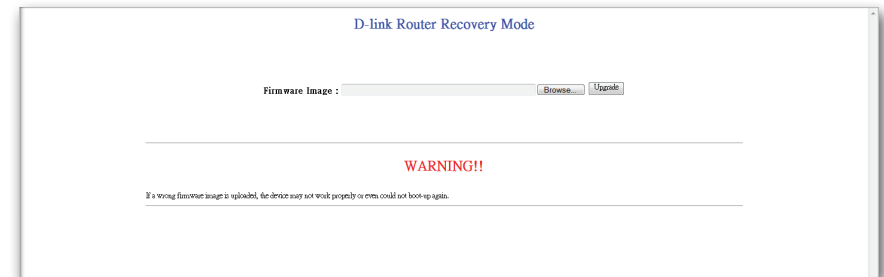 D-link Router Recovery Mode
Firmware Image : Browse... Upgrade
WARNING!!
If a wrong firmware image is uploaded, the device may not work properly or even could not boot-up again.